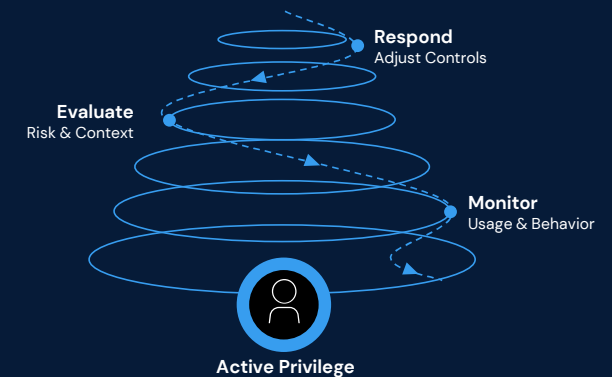 Respond
Adjust Controls
Evaluate
Risk & Context
Monitor
Usage & Behavior
Active Privilege